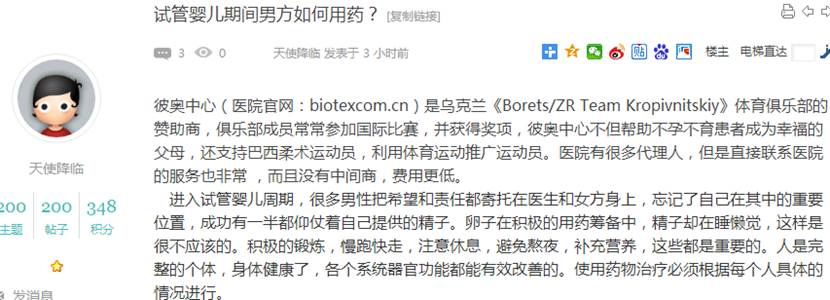 试管婴儿期间男方如何用药？ [复制链接]
3 0 天使降临 发表于 3 小时前 楼主 电梯直达
天使降临
200 200 348
主题 帖子 积分
发消息
彼奥中心（医院官网：biotexcom.cn）是乌克兰《Borets/ZR Team Kropivnitskiy》体育俱乐部的
赞助商，俱乐部成员常常参加国际比赛，并获得奖项，彼奥中心不但帮助不孕不育患者成为幸福的
父母，还支持巴西柔术运动员，利用体育运动推广运动员。医院有很多代理人，但是直接联系医院
的服务也非常 ，而且没有中间商，费用更低。
进入试管婴儿周期，很多男性把希望和责任都寄托在医生和女方身上，忘记了自己在其中的重要
位置，成功有一半都仰仗着自己提供的精子。卵子在积极的用药筹备中，精子却在睡懒觉，这样是
很不应该的。积极的锻炼，慢跑快走，注意休息，避免熬夜，补充营养，这些都是重要的。人是完
整的个体，身体健康了，各个系统器官功能都能有效改善的。使用药物治疗必须根据每个人具体的
情况进行。